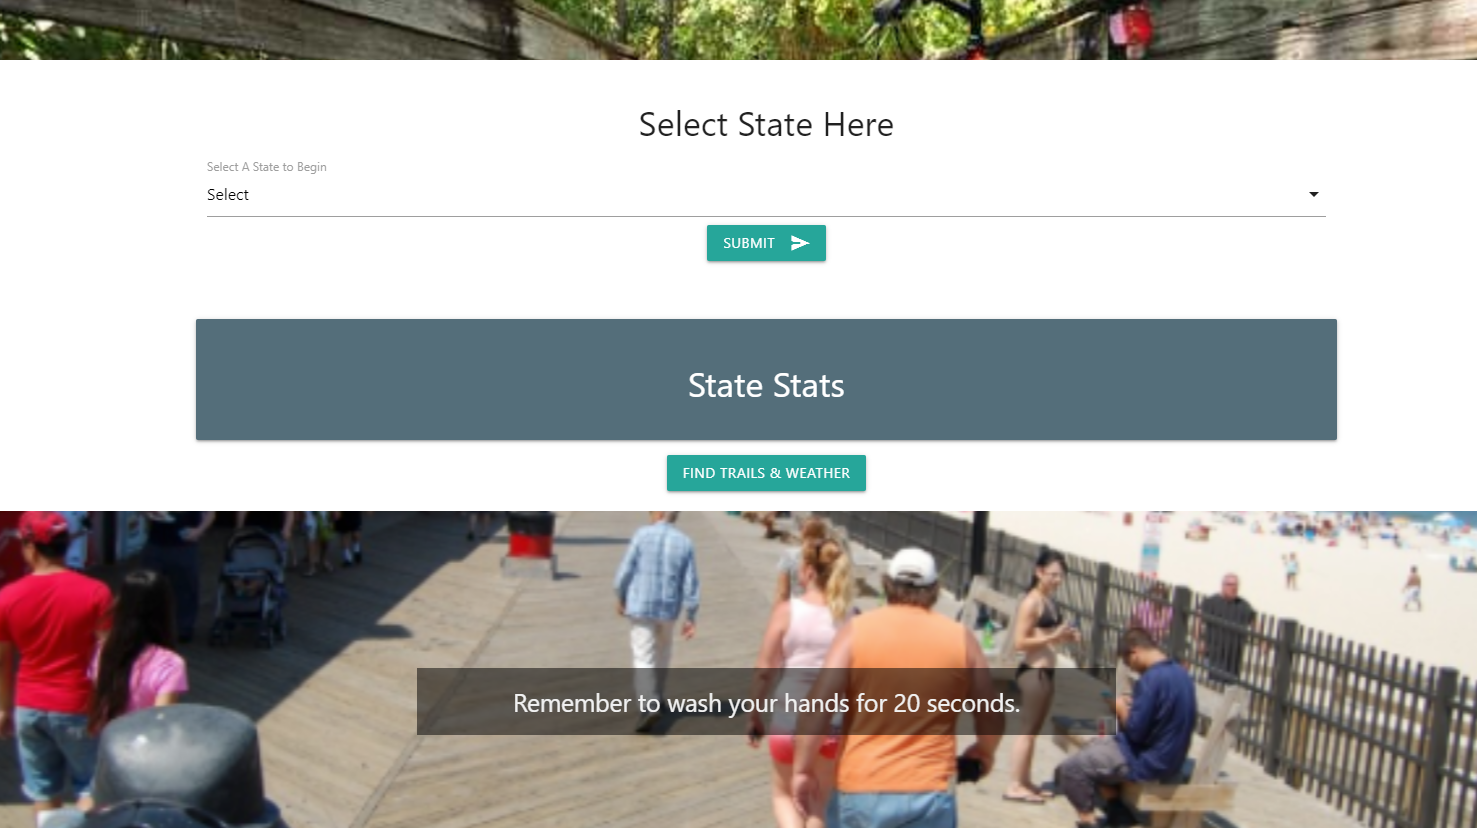 Select State Here
Select A State to Begin
Select
SUBMIT
State Stats
FIND TRAILS & WEATHER
Remember to wash your hands for 20 seconds.